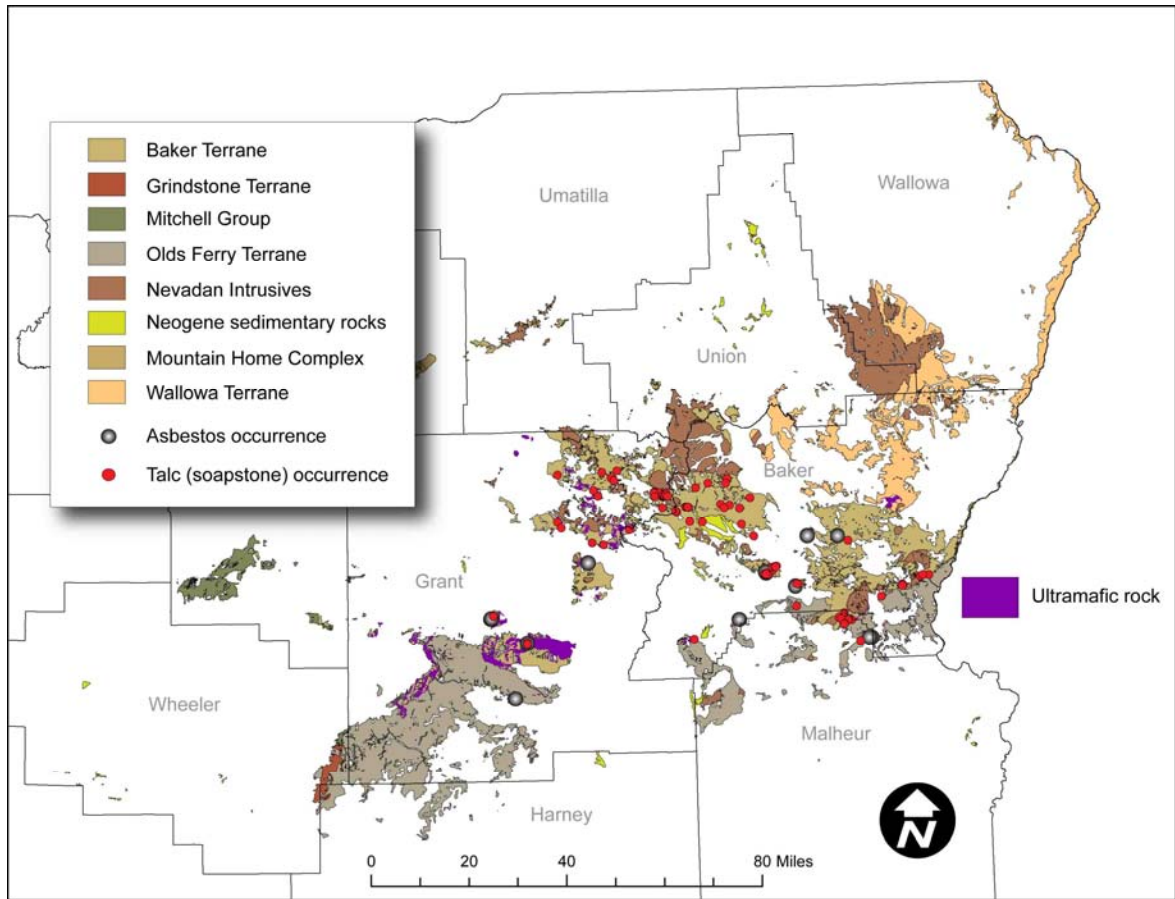 Baker Terrane
Grindstone Terrane
Mitchell Group
Olds Ferry Terrane
Nevadan Intrusives
Neogene sedimentary rocks
Mountain Home Complex
Wallowa Terrane
Asbestos occurrence
Talc (soapstone) occurrence
Umatilla
Wallowa
Union
Baker
Grant
Ultramafic rock
Wheeler
Malheur
Harney
N
0 20 40 80 Miles